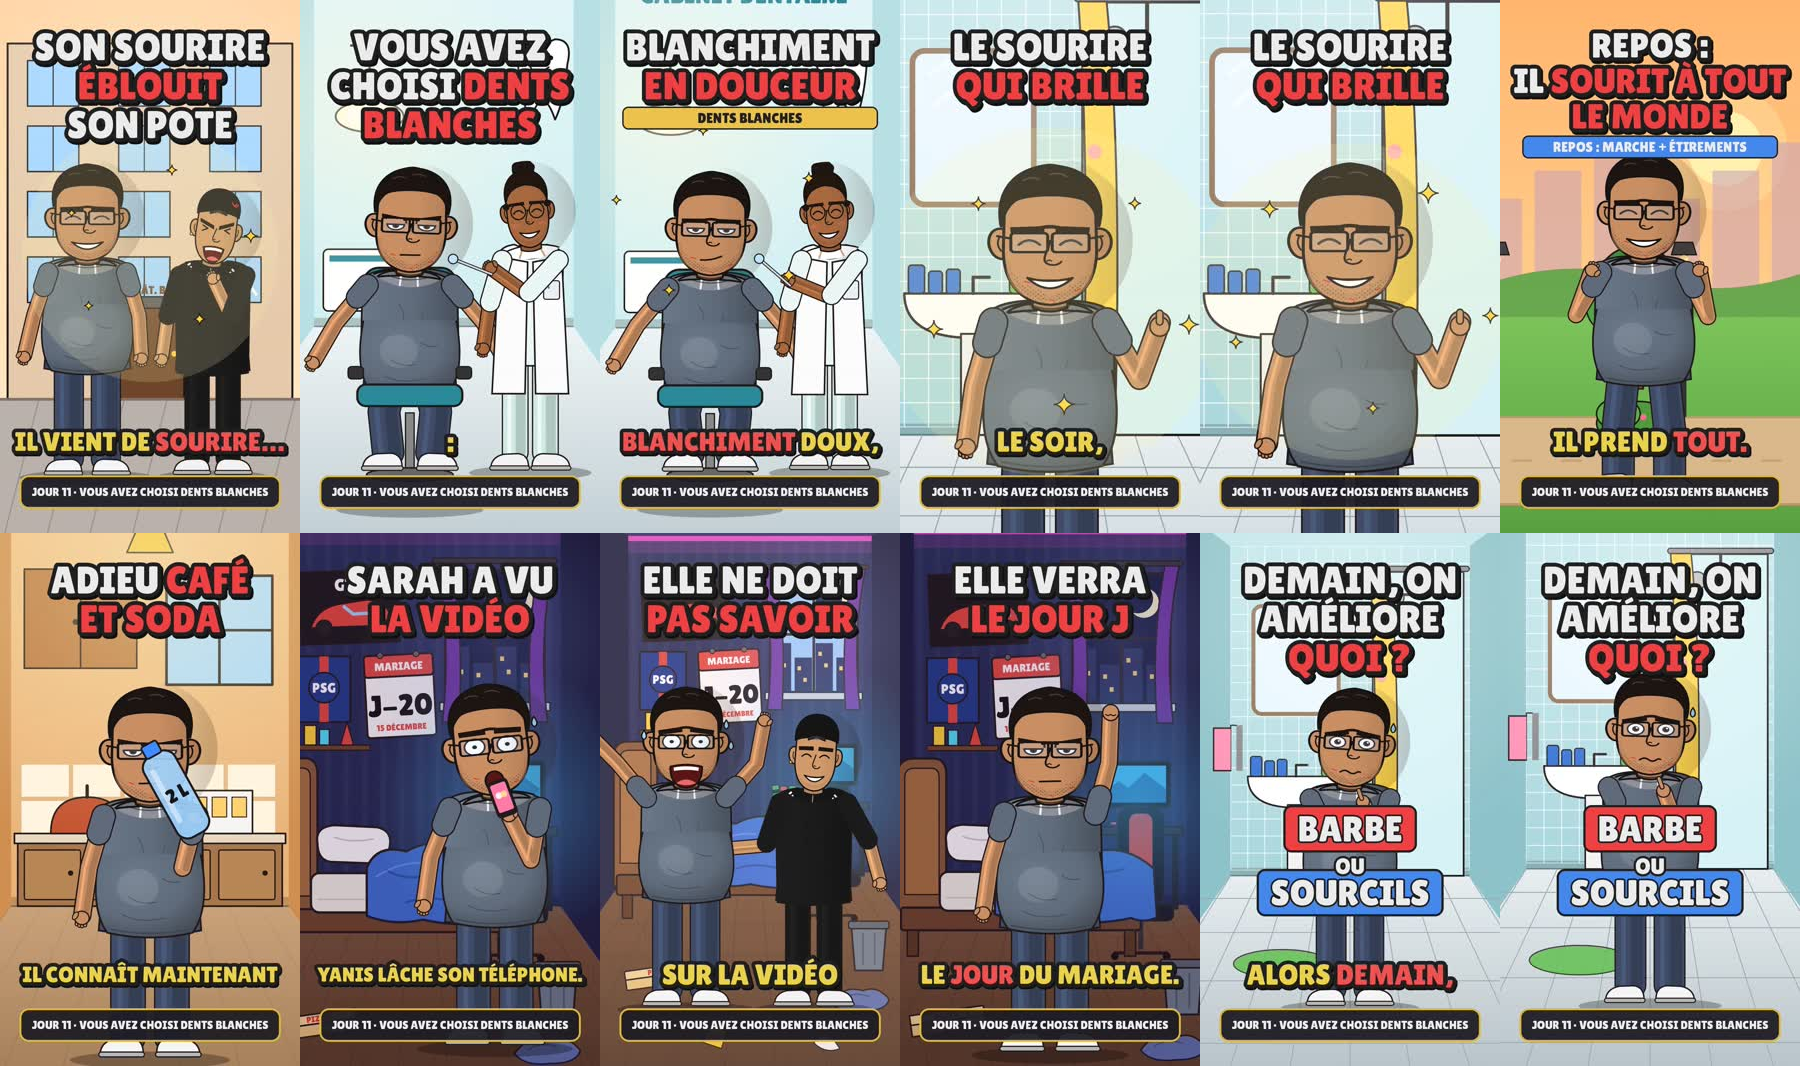 SON SOURIRE
ÉBLOUIT
SON POTE
IL VIENT DE SOURIRE...
JOUR 11 · VOUS AVEZ CHOISI DENTS BLANCHES
VOUS AVEZ
CHOISI DENTS
BLANCHES
:
JOUR 11 · VOUS AVEZ CHOISI DENTS BLANCHES
CABINET DENTAIRE
BLANCHIMENT
EN DOUCEUR
DENTS BLANCHES
BLANCHIMENT DOUX,
JOUR 11 · VOUS AVEZ CHOISI DENTS BLANCHES
LE SOURIRE
QUI BRILLE
LE SOIR,
JOUR 11 · VOUS AVEZ CHOISI DENTS BLANCHES
LE SOURIRE
QUI BRILLE
JOUR 11 · VOUS AVEZ CHOISI DENTS BLANCHES
REPOS :
IL SOURIT À TOUT
LE MONDE
REPOS : MARCHE + ÉTIREMENTS
IL PREND TOUT.
JOUR 11 · VOUS AVEZ CHOISI DENTS BLANCHES
ADIEU CAFÉ
ET SODA
2L
IL CONNAÎT MAINTENANT
JOUR 11 · VOUS AVEZ CHOISI DENTS BLANCHES
SARAH A VU
LA VIDÉO
MARIAGE
PSG
J-20
15 DÉCEMBRE
YANIS LÂCHE SON TÉLÉPHONE.
JOUR 11 · VOUS AVEZ CHOISI DENTS BLANCHES
ELLE NE DOIT
PAS SAVOIR
MARIAGE
PSG
-20
SUR LA VIDÉO
JOUR 11 · VOUS AVEZ CHOISI DENTS BLANCHES
ELLE VERRA
LE JOUR J
MARIAGE
PSG
J-
LE JOUR DU MARIAGE.
JOUR 11 · VOUS AVEZ CHOISI DENTS BLANCHES
DEMAIN, ON
AMÉLIORE
QUOI ?
BARBE
OU
SOURCILS
ALORS DEMAIN,
JOUR 11 · VOUS AVEZ CHOISI DENTS BLANCHES
DEMAIN, ON
AMÉLIORE
QUOI ?
BARBE
OU
SOURCILS
JOUR 11 · VOUS AVEZ CHOISI DENTS BLANCHES